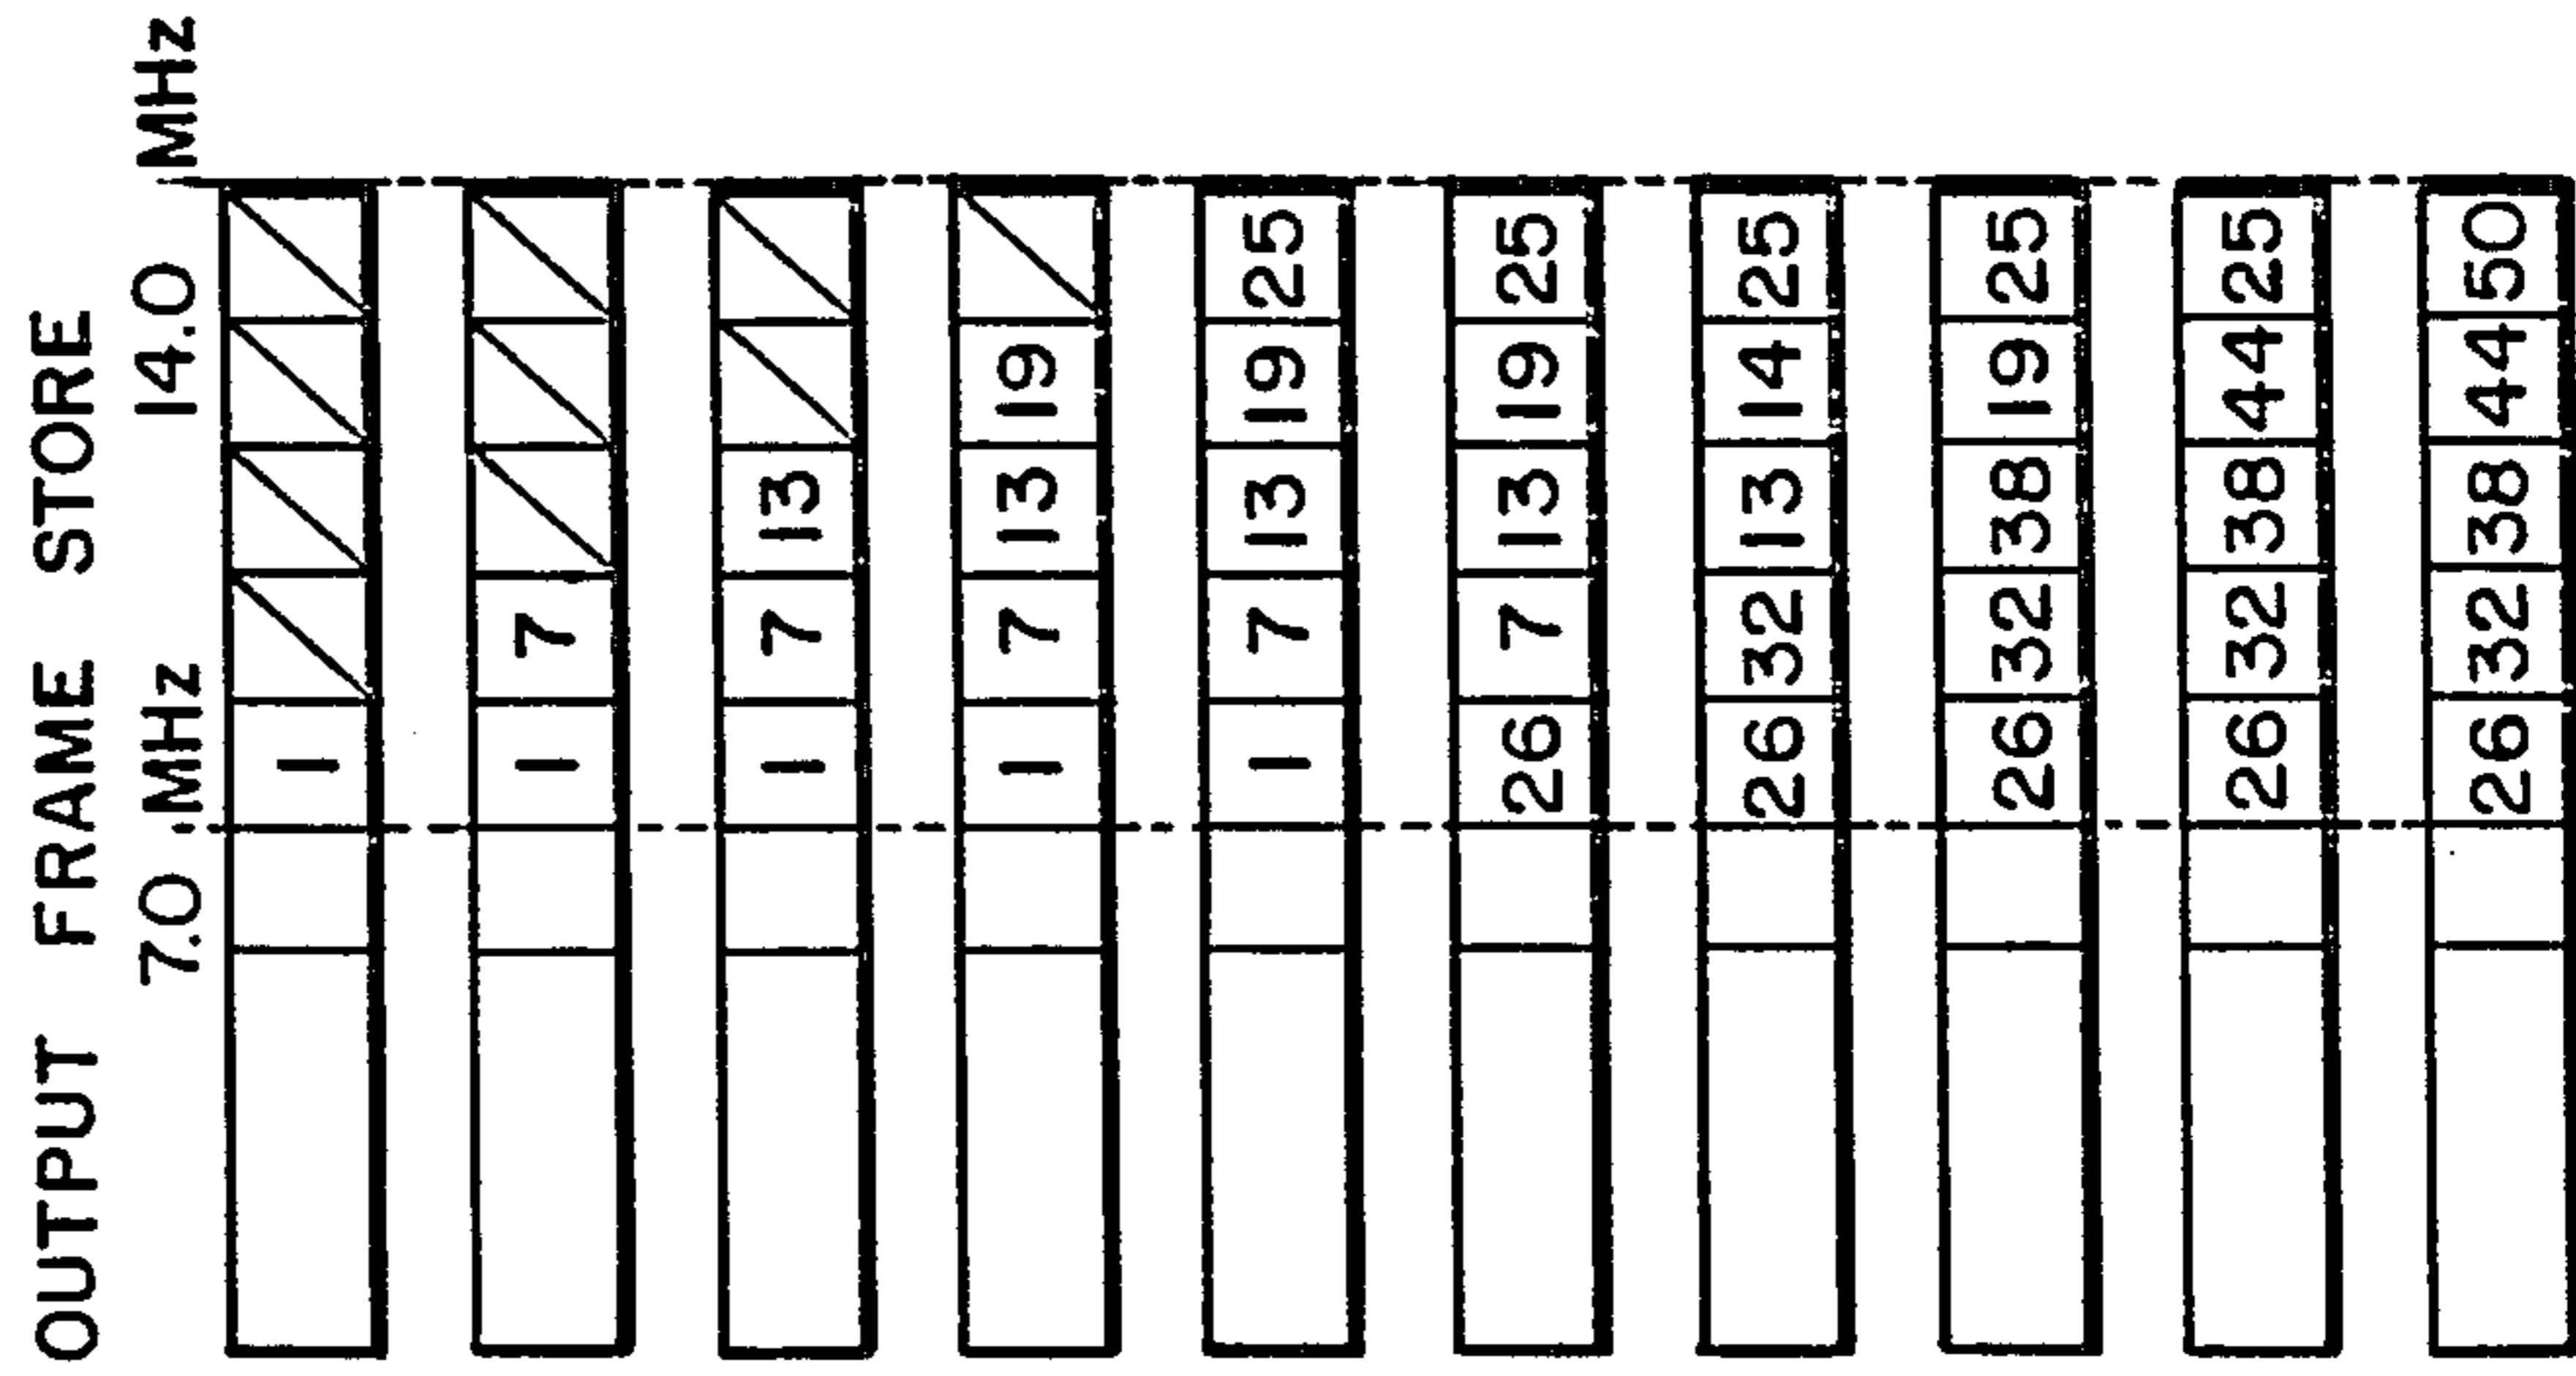 OUTPUT FRAME STORE
7.0 MHz 14.0 MHz
1
1 7
1 7 13
1 7 13 19
1 7 13 19 25
26 7 13 19 25
26 32 13 14 25
26 32 38 19 25
26 32 38 44 25
26 32 38 44 50